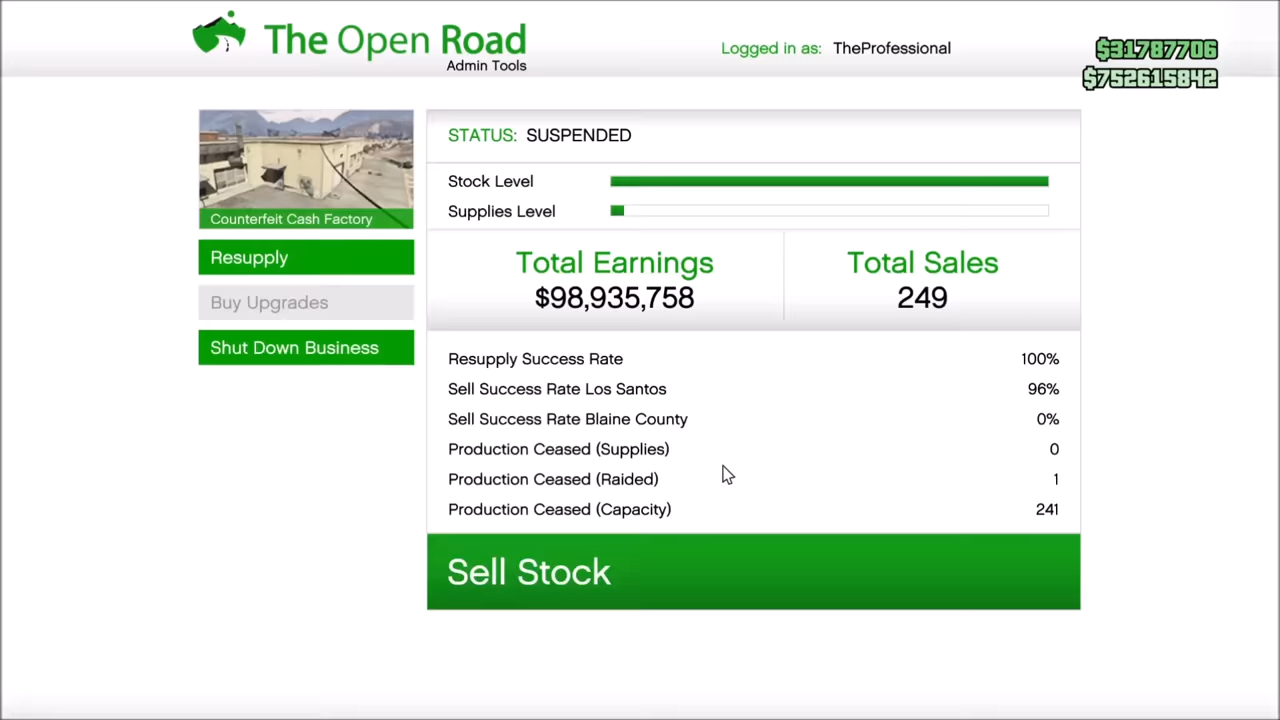 The Open Road
Admin Tools
Logged in as: TheProfessional
$31787706
$752615842
Counterfeit Cash Factory
Resupply
Buy Upgrades
Shut Down Business
STATUS: SUSPENDED
Stock Level
Supplies Level
Total Earnings
$98,935,758
Total Sales
249
Resupply Success Rate 100%
Sell Success Rate Los Santos 96%
Sell Success Rate Blaine County 0%
Production Ceased (Supplies) 0
Production Ceased (Raided) 1
Production Ceased (Capacity) 241
Sell Stock